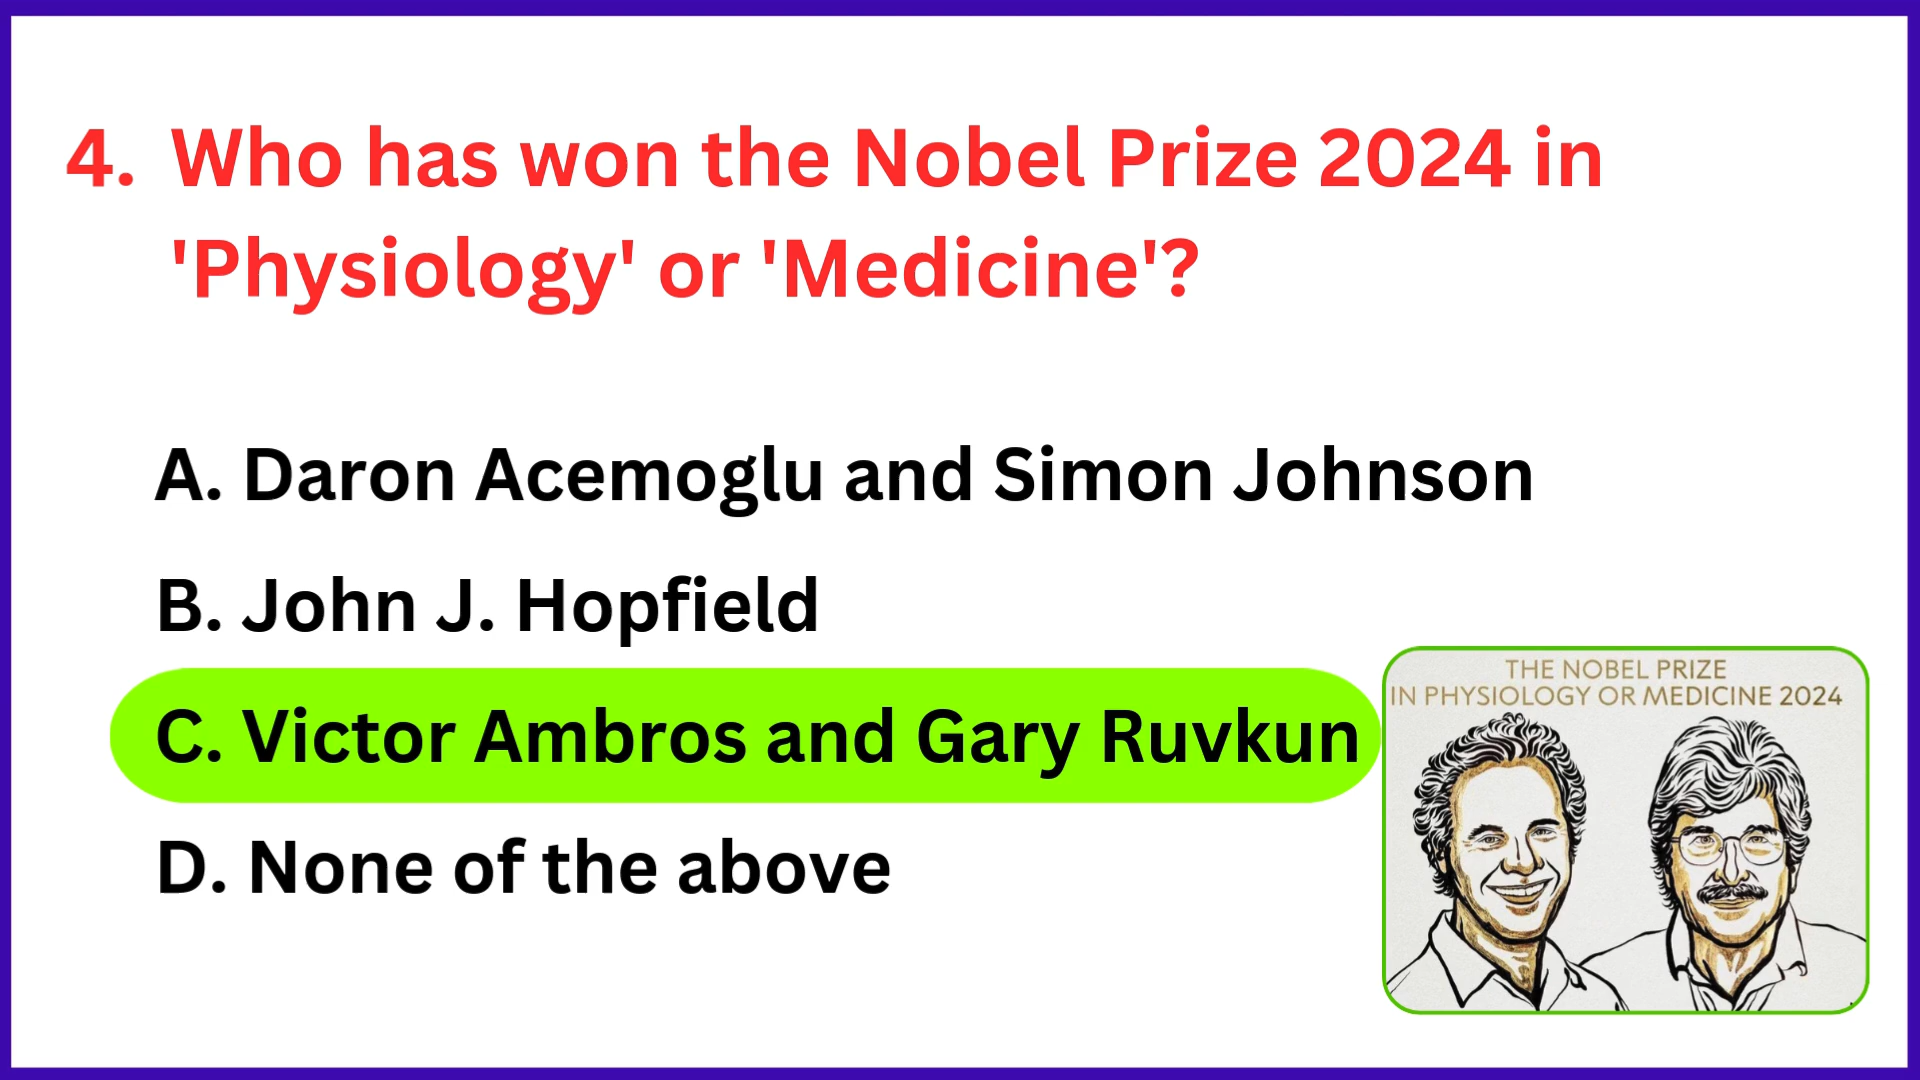 4. Who has won the Nobel Prize 2024 in
'Physiology' or 'Medicine'?
A. Daron Acemoglu and Simon Johnson
B. John J. Hopfield
C. Victor Ambros and Gary Ruvkun
D. None of the above
THE NOBEL PRIZE
IN PHYSIOLOGY OR MEDICINE 2024